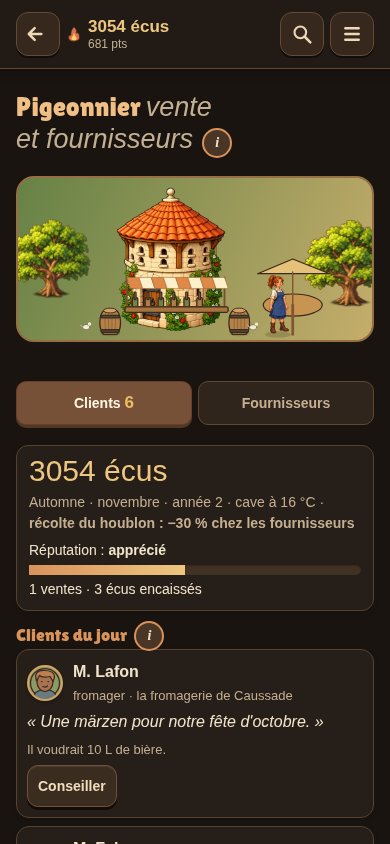 3054 écus
681 pts
Pigeonnier vente
et fournisseurs i
Clients 6
Fournisseurs
3054 écus
Automne · novembre · année 2 · cave à 16 °C ·
récolte du houblon : −30 % chez les fournisseurs
Réputation : apprécié
1 ventes · 3 écus encaissés
Clients du jour i
M. Lafon
fromager · la fromagerie de Caussade
« Une märzen pour notre fête d'octobre. »
Il voudrait 10 L de bière.
Conseiller